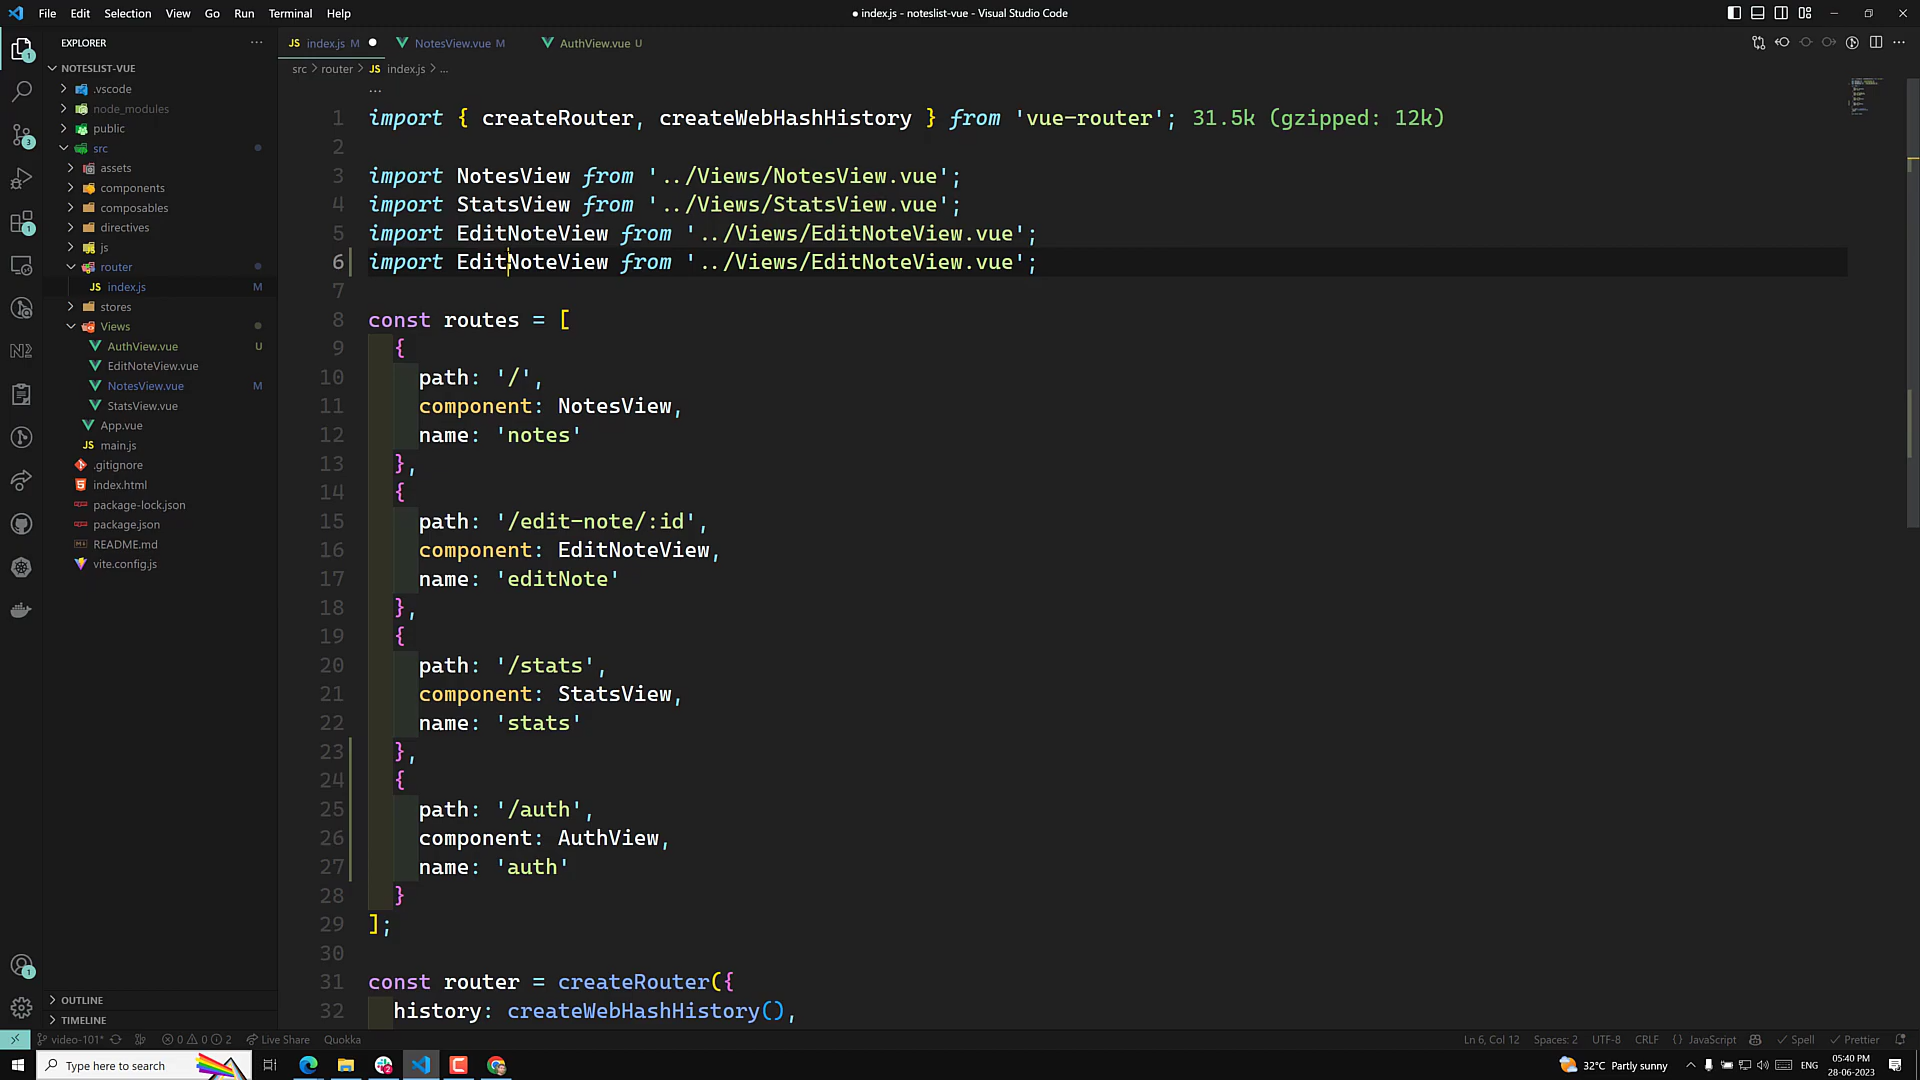 File Edit Selection View Go Run Terminal Help
● index.js - noteslist-vue - Visual Studio Code
EXPLORER
NOTESLIST-VUE
.vscode
node_modules
public
src
assets
components
composables
directives
js
router
JS index.js M
stores
Views
AuthView.vue U
EditNoteView.vue
NotesView.vue M
StatsView.vue
App.vue
JS main.js
.gitignore
index.html
package-lock.json
package.json
README.md
vite.config.js
OUTLINE
TIMELINE
JS index.js M ●
NotesView.vue M
AuthView.vue U
src > router > JS index.js > ...
...
1 import { createRouter, createWebHashHistory } from 'vue-router'; 31.5k (gzipped: 12k)
2
3 import NotesView from '../Views/NotesView.vue';
4 import StatsView from '../Views/StatsView.vue';
5 import EditNoteView from '../Views/EditNoteView.vue';
6 import EditNoteView from '../Views/EditNoteView.vue';
7
8 const routes = [
9 {
10 path: '/',
11 component: NotesView,
12 name: 'notes'
13 },
14 {
15 path: '/edit-note/:id',
16 component: EditNoteView,
17 name: 'editNote'
18 },
19 {
20 path: '/stats',
21 component: StatsView,
22 name: 'stats'
23 },
24 {
25 path: '/auth',
26 component: AuthView,
27 name: 'auth'
28 }
29 ];
30
31 const router = createRouter({
32 history: createWebHashHistory(),
video-101* 0 0 2 Live Share Quokka
Ln 6, Col 12 Spaces: 2 UTF-8 CRLF {} JavaScript Spell Prettier
Type here to search
32°C Partly sunny
ENG
05:40 PM
28-06-2023